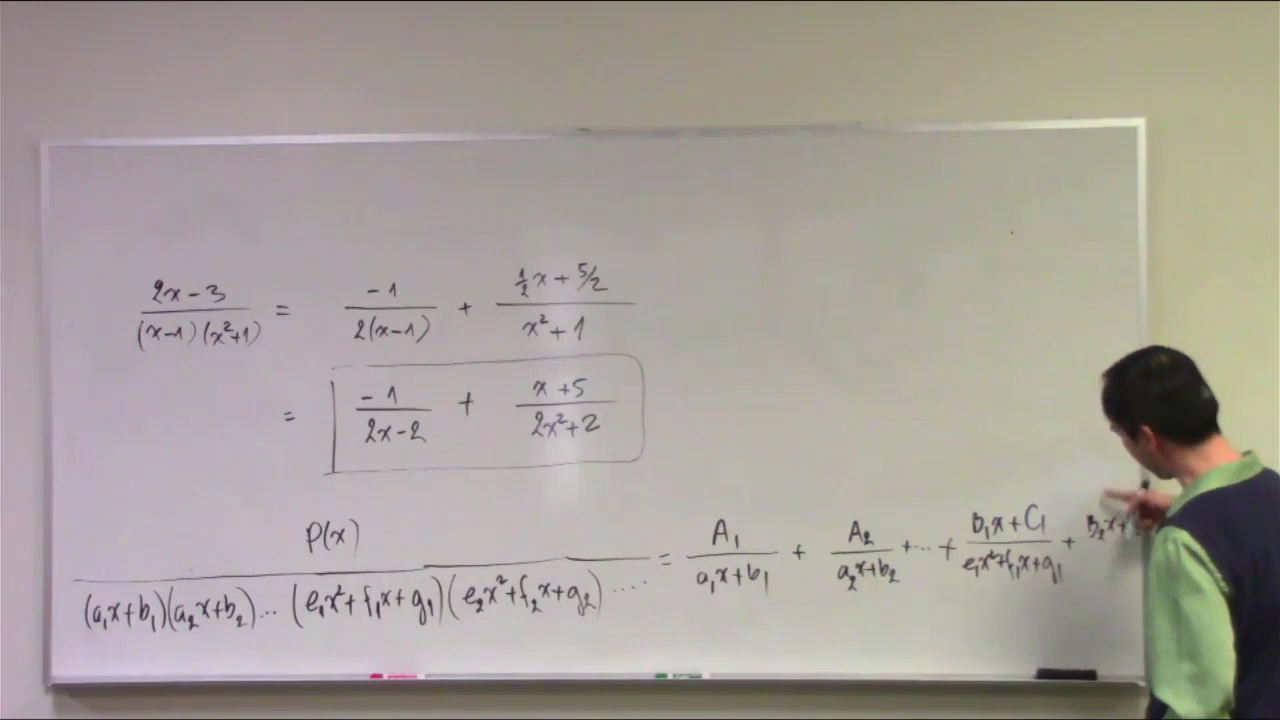 (2x-3)/((x-1)(x²+1)) = -1/(2(x-1)) + (½x + 5/2)/(x²+1)
= -1/(2x-2) + (x+5)/(2x²+2)
P(x)/((a₁x+b₁)(a₂x+b₂)...(e₁x²+f₁x+g₁)(e₂x²+f₂x+g₂)....) = A₁/(a₁x+b₁) + A₂/(a₂x+b₂) + ... + (B₁x+C₁)/(e₁x²+f₁x+g₁) + B₂x+